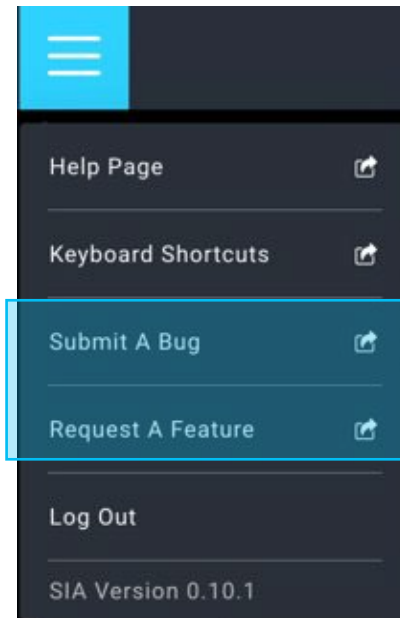 Help Page
Keyboard Shortcuts
Submit A Bug
Request A Feature
Log Out
SIA Version 0.10.1